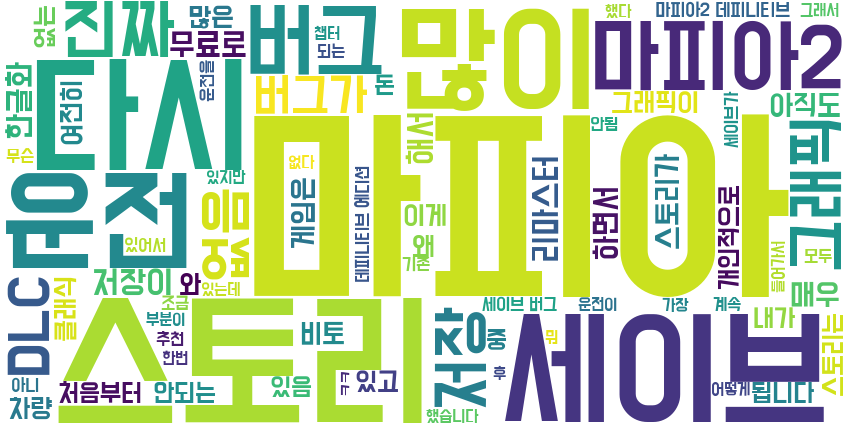 없는
진짜
많은
무료로
버그
챕터
되는
돈
많이
했다
마피아2 데피니티브
그래서
마피아2
한글화
여전히
다시
운전을
버그가
해서
그래픽이
안됨
세이브가
아직도
무슨
있지만
없다
마피아
그래픽
운전
있어서
없음
게임은
데피니티브 에디션
이게
왠
기존
리마스터
하면서
스토리가
개인적으로
들어가서
모두
저장이
와
있는데
매우
DLC
클래식
조금
부분이
추천
한번
스토리
비토
세이브 버그
운전이
가장
계속
내가
스토리는
저장
중
뭔
후
세이브
아니
차량
처음부터
안되는
있음
ㅋㅋ
있고
했습니다
어떻게
됩니다